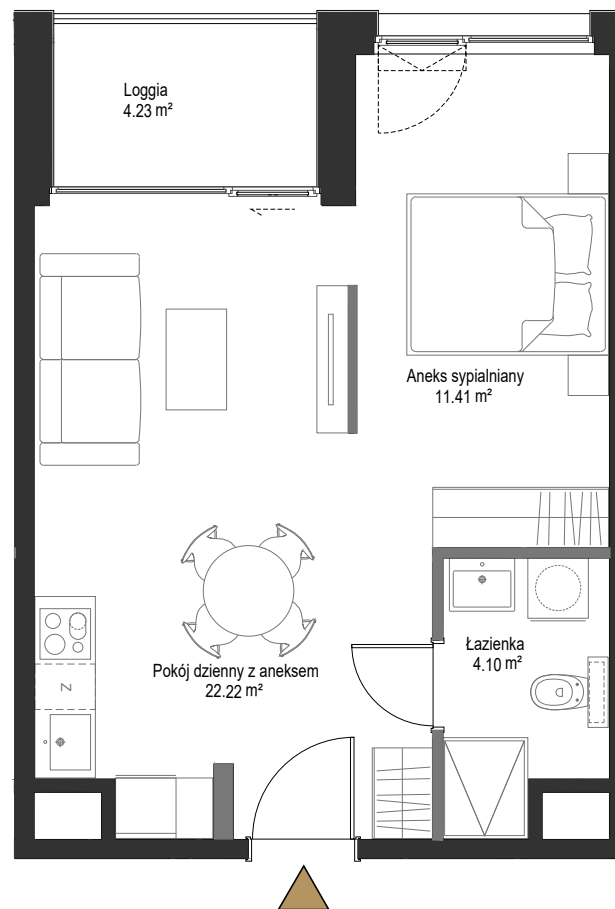 Loggia
4.23 m²
Aneks sypialniany
11.41 m²
Łazienka
4.10 m²
Pokój dzienny z aneksem
22.22 m²
Z